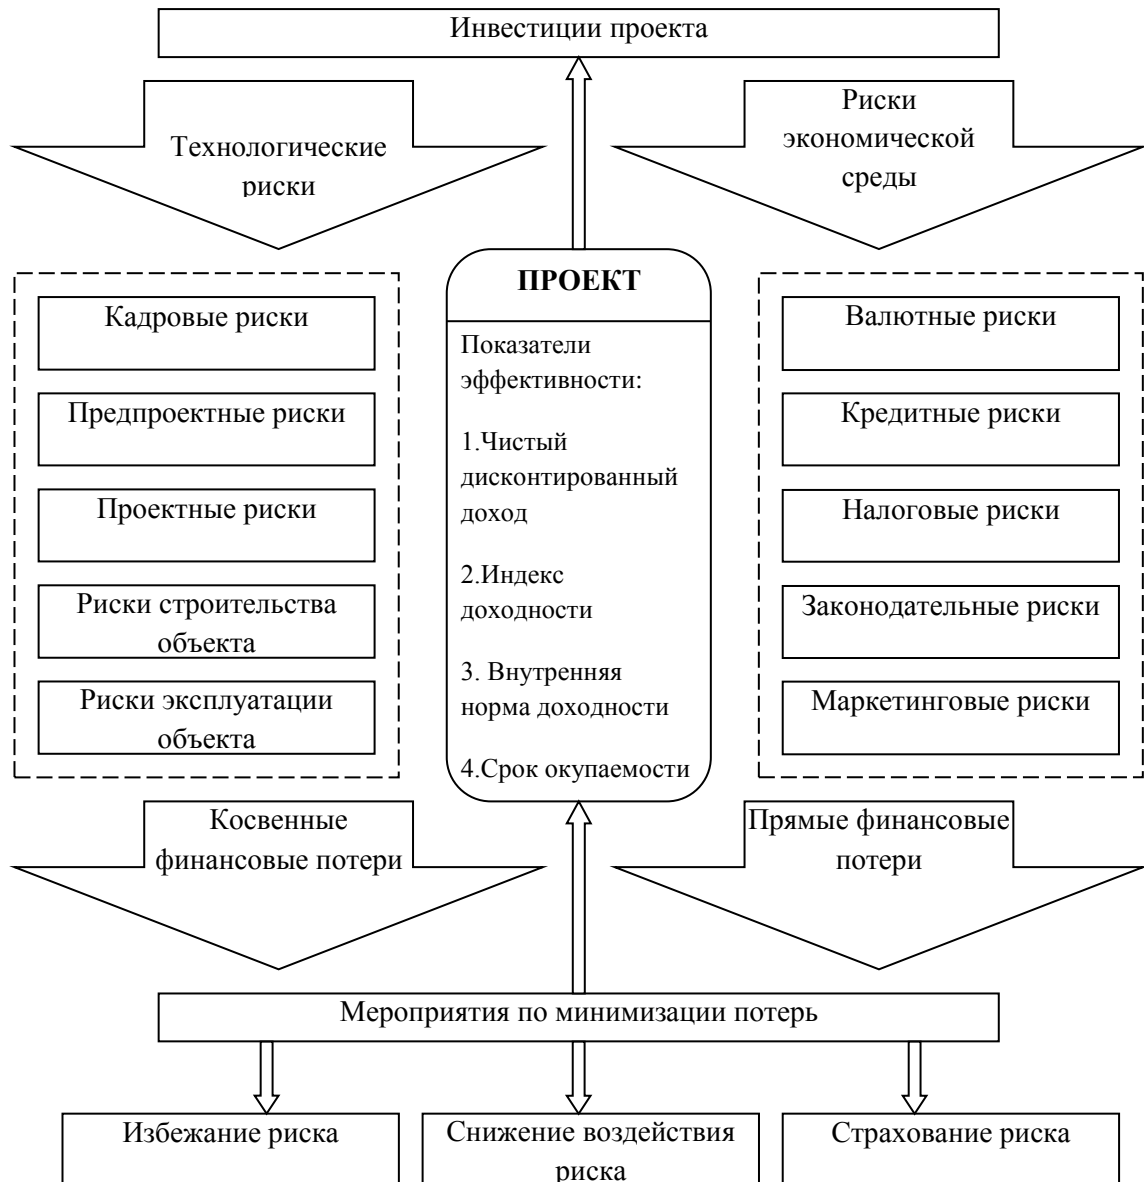 Инвестиции проекта
Технологические
риски
Риски
экономической
среды
Кадровые риски
Предпроектные риски
Проектные риски
Риски строительства
объекта
Риски эксплуатации
объекта
ПРОЕКТ
Показатели
эффективности:
1.Чистый
дисконтированный
доход
2.Индекс
доходности
3. Внутренняя
норма доходности
4.Срок окупаемости
Валютные риски
Кредитные риски
Налоговые риски
Законодательные риски
Маркетинговые риски
Косвенные
финансовые потери
Прямые финансовые
потери
Мероприятия по минимизации потерь
Избежание риска
Снижение воздействия
риска
Страхование риска